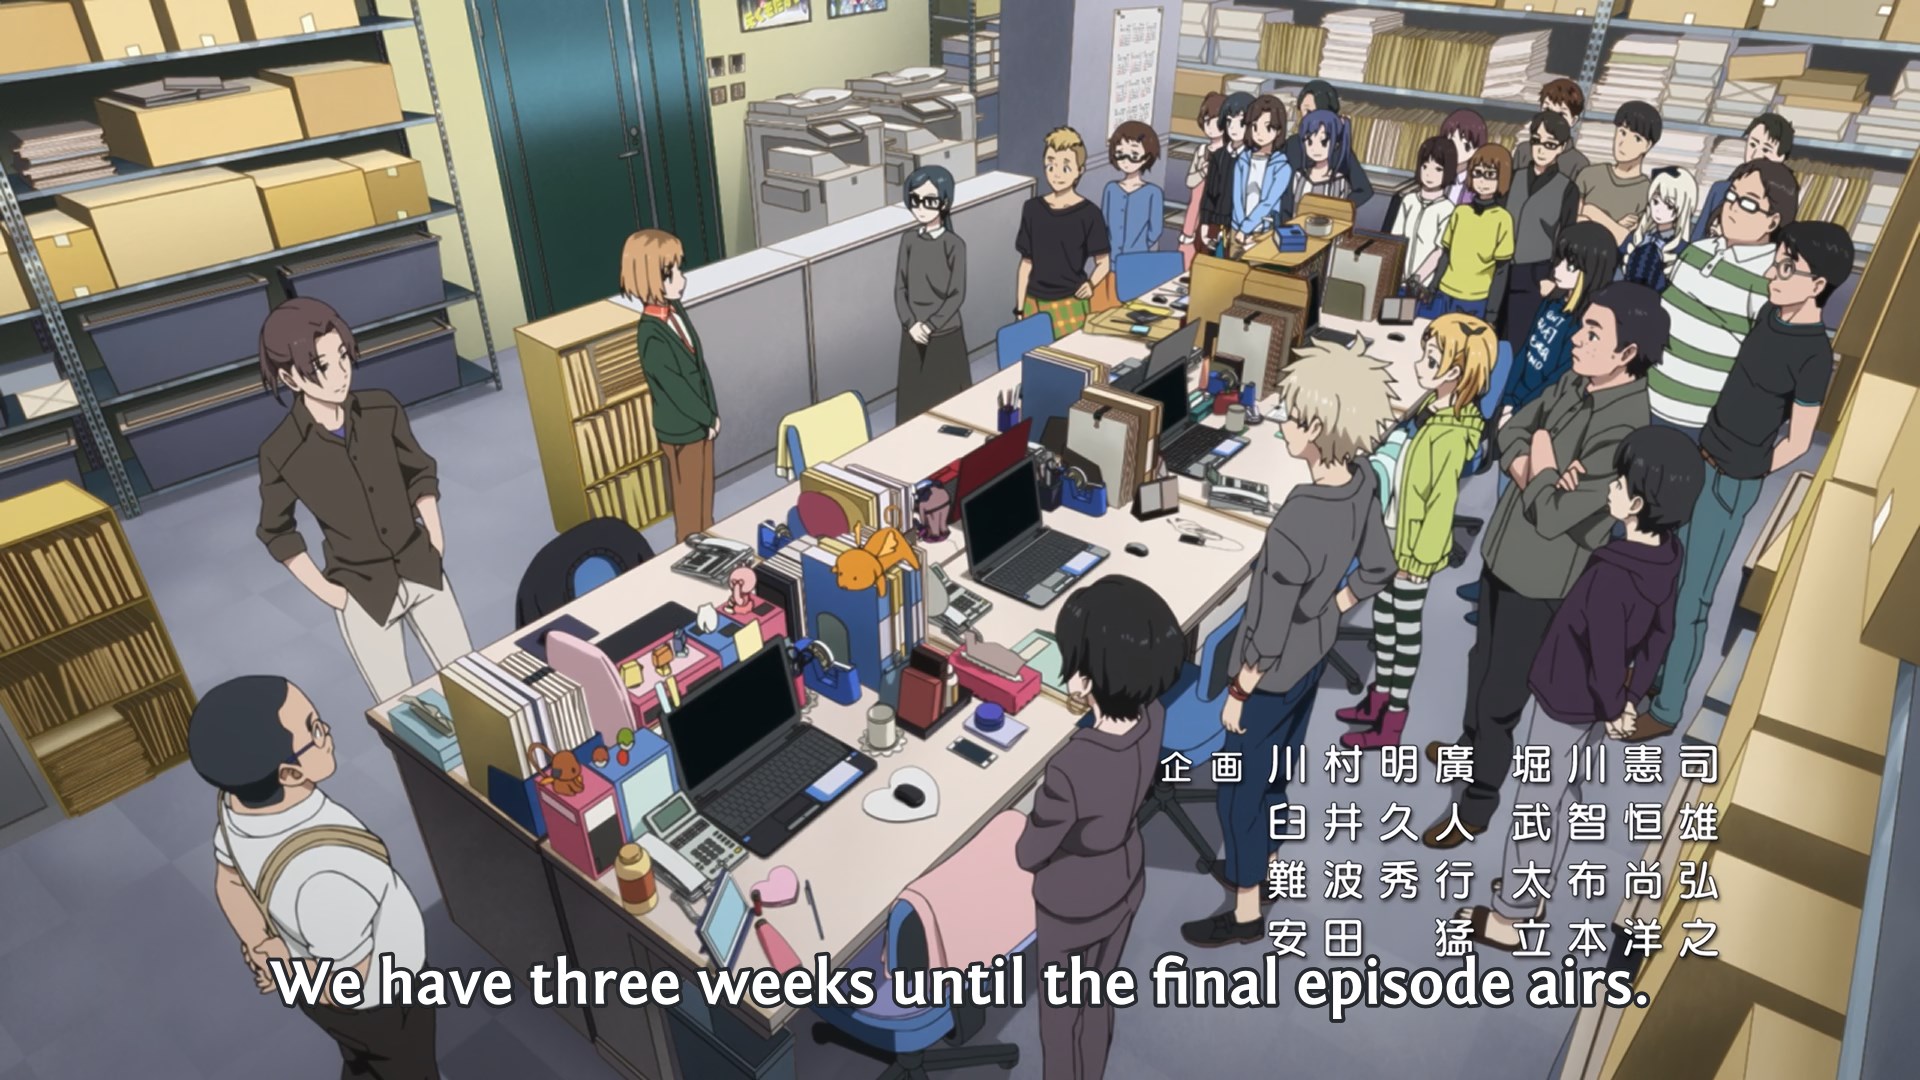 企画 川村明廣 堀川憲司
臼井久人 武智恒雄
難波秀行 太布尚弘
安田 猛 立本洋之
We have three weeks until the final episode airs.